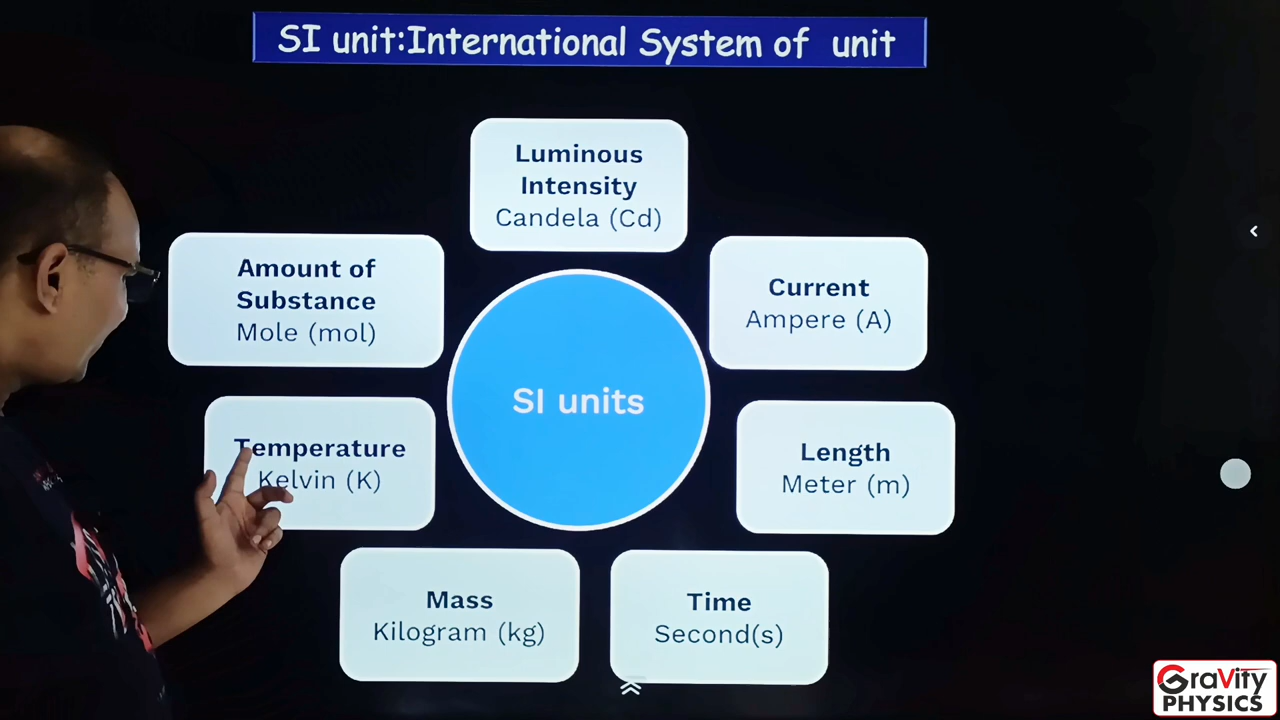 SI unit:International System of unit
Luminous
Intensity
Candela (Cd)
Amount of
Substance
Mole (mol)
Current
Ampere (A)
SI units
Temperature
Kelvin (K)
Length
Meter (m)
Mass
Kilogram (kg)
Time
Second(s)
GraVity
PHYSICS